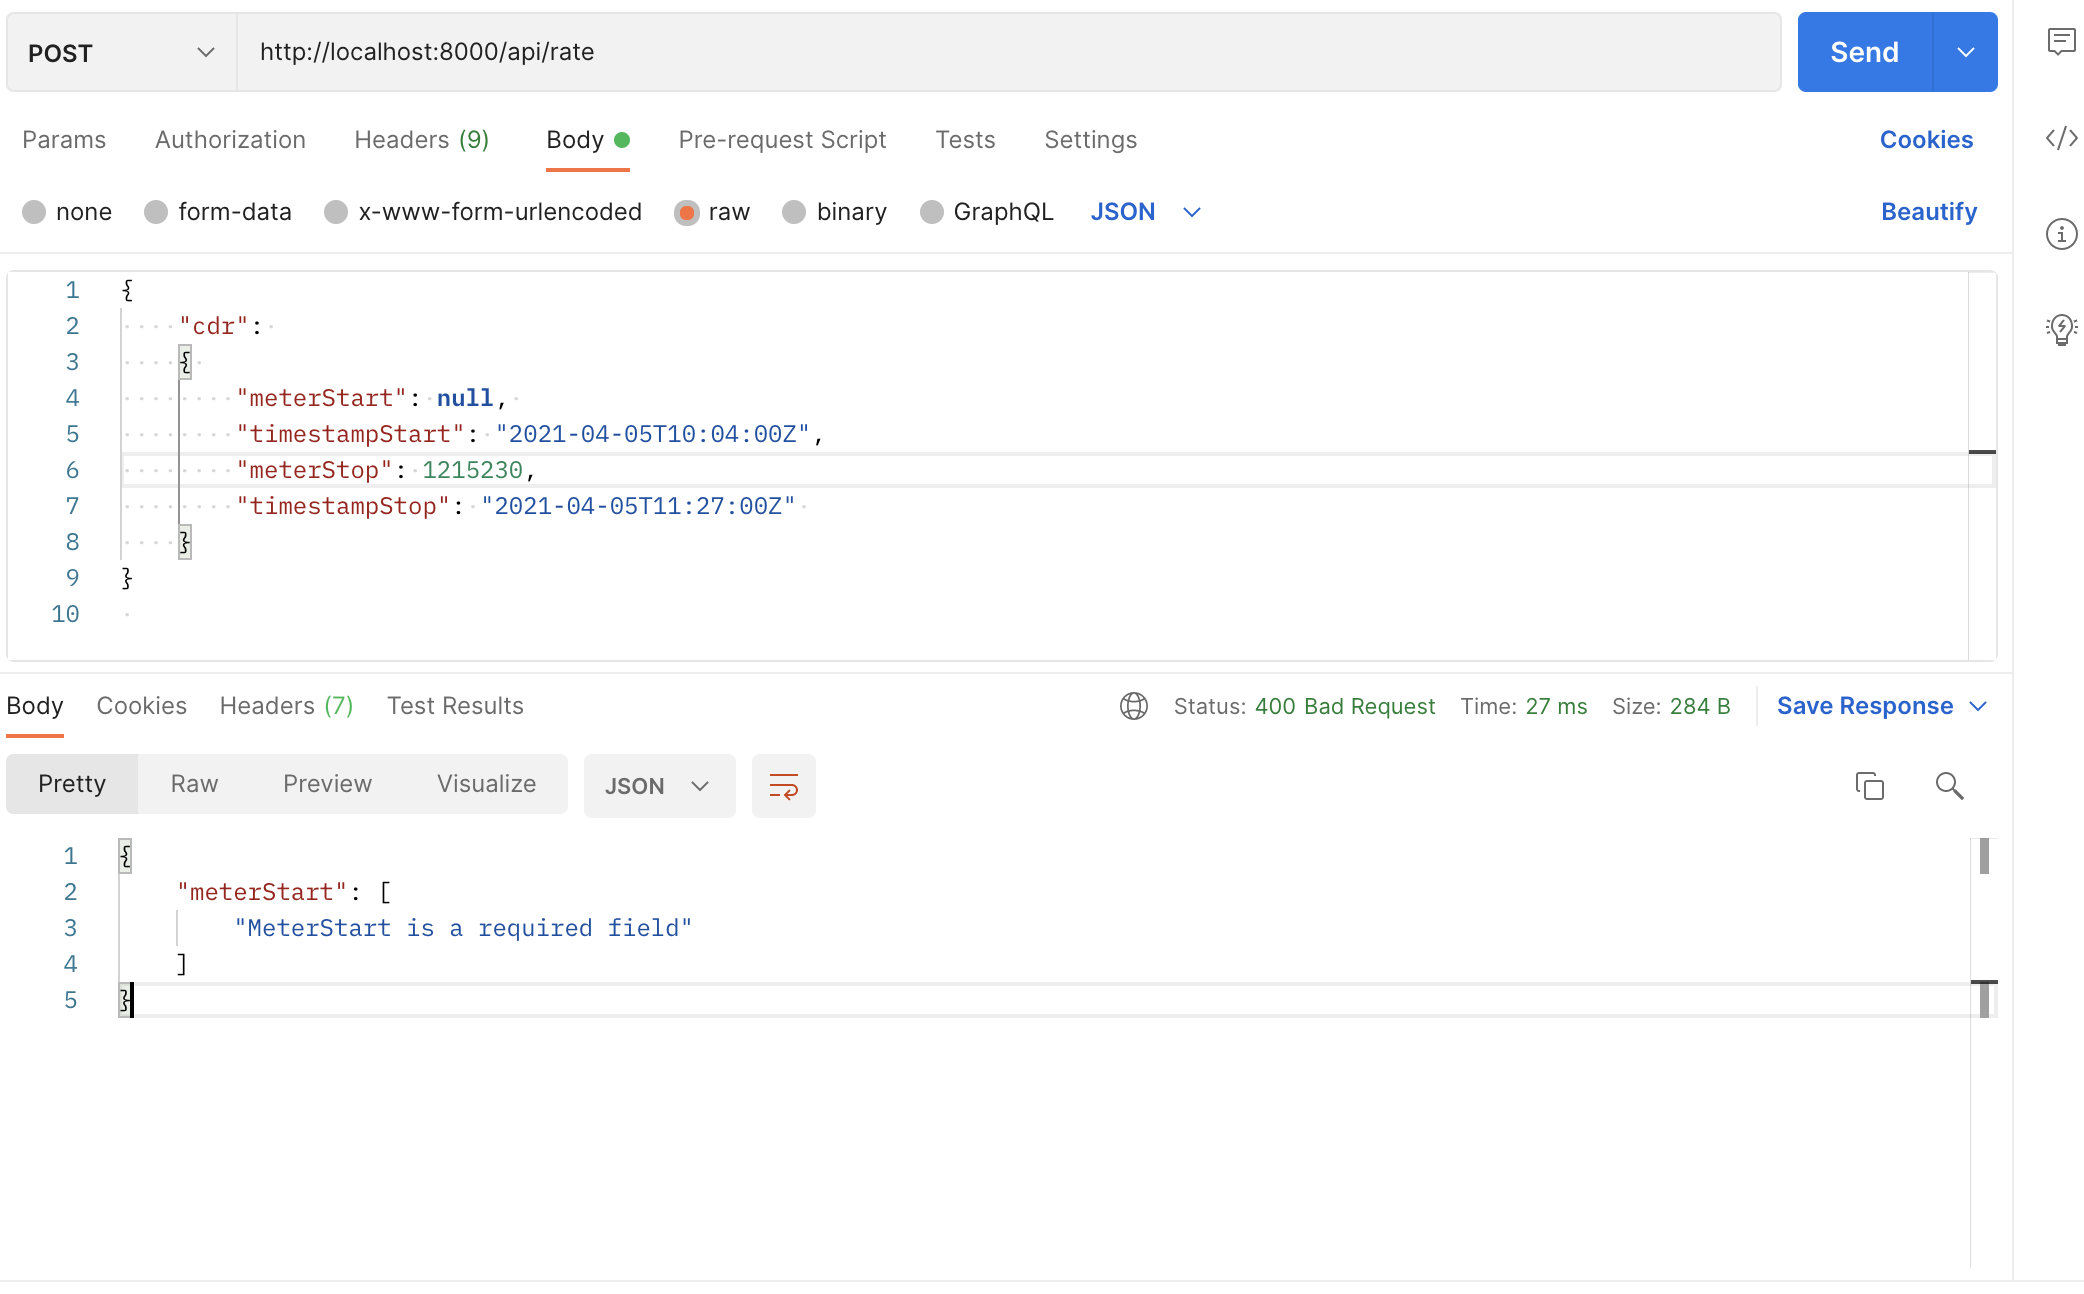 POST http://localhost:8000/api/rate Send
Params Authorization Headers (9) Body Pre-request Script Tests Settings Cookies
none form-data x-www-form-urlencoded raw binary GraphQL JSON Beautify
1 {
2 "cdr":
3 {
4 "meterStart": null,
5 "timestampStart": "2021-04-05T10:04:00Z",
6 "meterStop": 1215230,
7 "timestampStop": "2021-04-05T11:27:00Z"
8 }
9 }
10
Body Cookies Headers (7) Test Results Status: 400 Bad Request Time: 27 ms Size: 284 B Save Response
Pretty Raw Preview Visualize JSON
1 {
2 "meterStart": [
3 "MeterStart is a required field"
4 ]
5 }